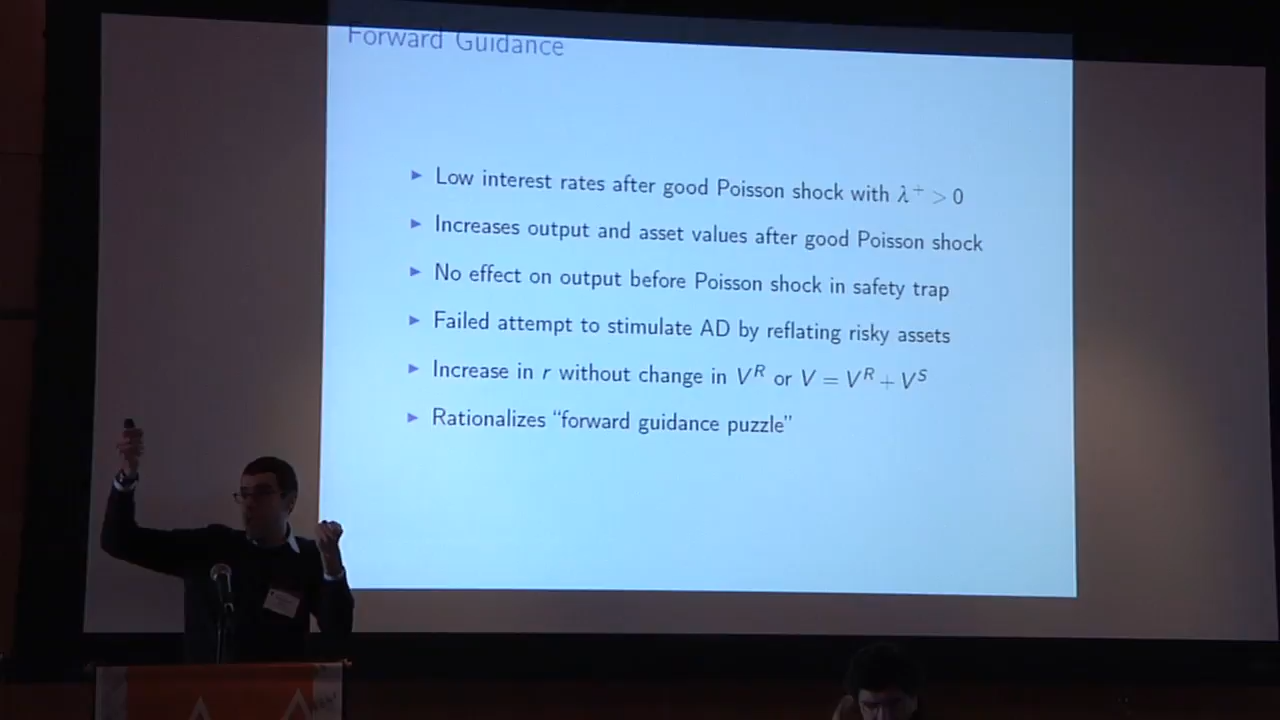 Forward Guidance
▶ Low interest rates after good Poisson shock with λ⁺ > 0
▶ Increases output and asset values after good Poisson shock
▶ No effect on output before Poisson shock in safety trap
▶ Failed attempt to stimulate AD by reflating risky assets
▶ Increase in r without change in Vᴿ or V = Vᴿ + Vˢ
▶ Rationalizes “forward guidance puzzle”